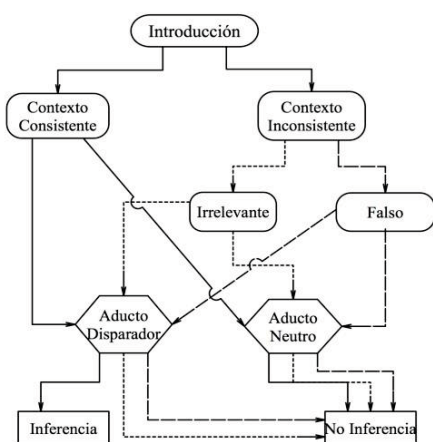 Introducción
Contexto
Consistente
Contexto
Inconsistente
Irrelevante
Falso
Aducto
Disparador
Aducto
Neutro
Inferencia
No Inferencia